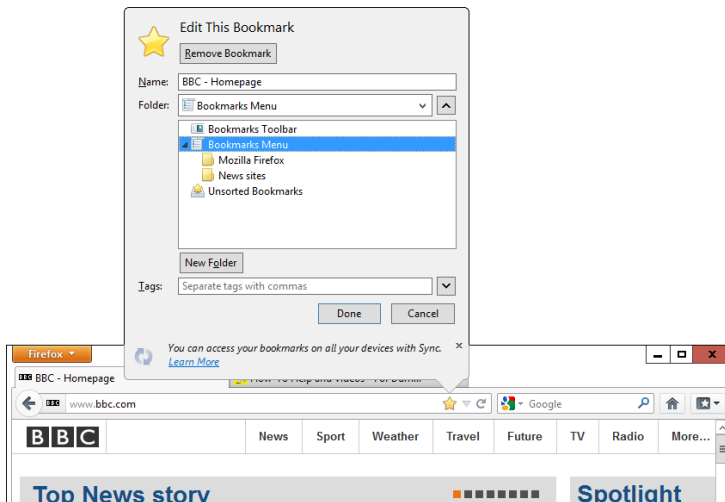 Edit This Bookmark
Remove Bookmark
Name: BBC - Homepage
Folder: Bookmarks Menu
Bookmarks Toolbar
Bookmarks Menu
Mozilla Firefox
News sites
Unsorted Bookmarks
New Folder
Tags: Separate tags with commas
Done Cancel
You can access your bookmarks on all your devices with Sync.
Learn More
Firefox
BBC - Homepage
www.bbc.com Google
BBC News Sport Weather Travel Future TV Radio More...
Top News story Spotlight